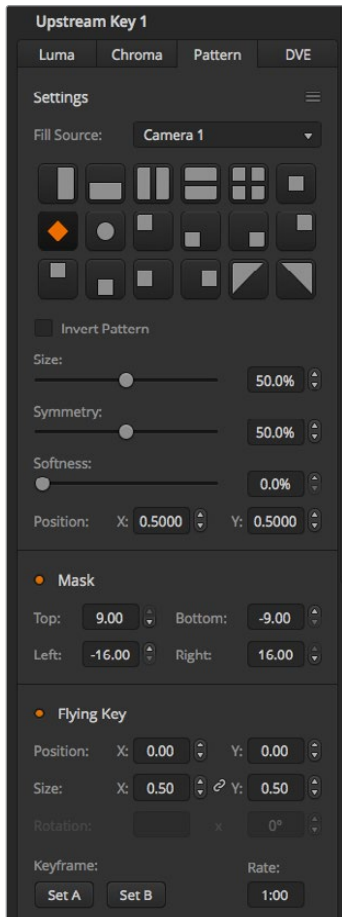 Upstream Key 1
Luma Chroma Pattern DVE
Settings
Fill Source: Camera 1
Invert Pattern
Size:
50.0%
Symmetry:
50.0%
Softness:
0.0%
Position: X: 0.5000 Y: 0.5000
Mask
Top: 9.00 Bottom: -9.00
Left: -16.00 Right: 16.00
Flying Key
Position: X: 0.00 Y: 0.00
Size: X: 0.50 Y: 0.50
Rotation: x 0°
Keyframe: Rate:
Set A Set B 1:00